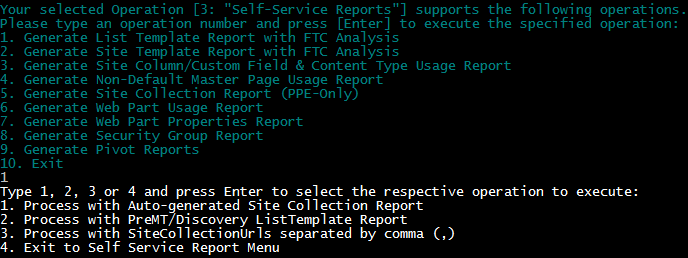 Your selected Operation [3: "Self-Service Reports"] supports the following operations.
Please type an operation number and press [Enter] to execute the specified operation:
1. Generate List Template Report with FTC Analysis
2. Generate Site Template Report with FTC Analysis
3. Generate Site Column/Custom Field & Content Type Usage Report
4. Generate Non-Default Master Page Usage Report
5. Generate Site Collection Report (PPE-Only)
6. Generate Web Part Usage Report
7. Generate Web Part Properties Report
8. Generate Security Group Report
9. Generate Pivot Reports
10. Exit
1
Type 1, 2, 3 or 4 and press Enter to select the respective operation to execute:
1. Process with Auto-generated Site Collection Report
2. Process with PreMT/Discovery ListTemplate Report
3. Process with SiteCollectionUrls separated by comma (,)
4. Exit to Self Service Report Menu